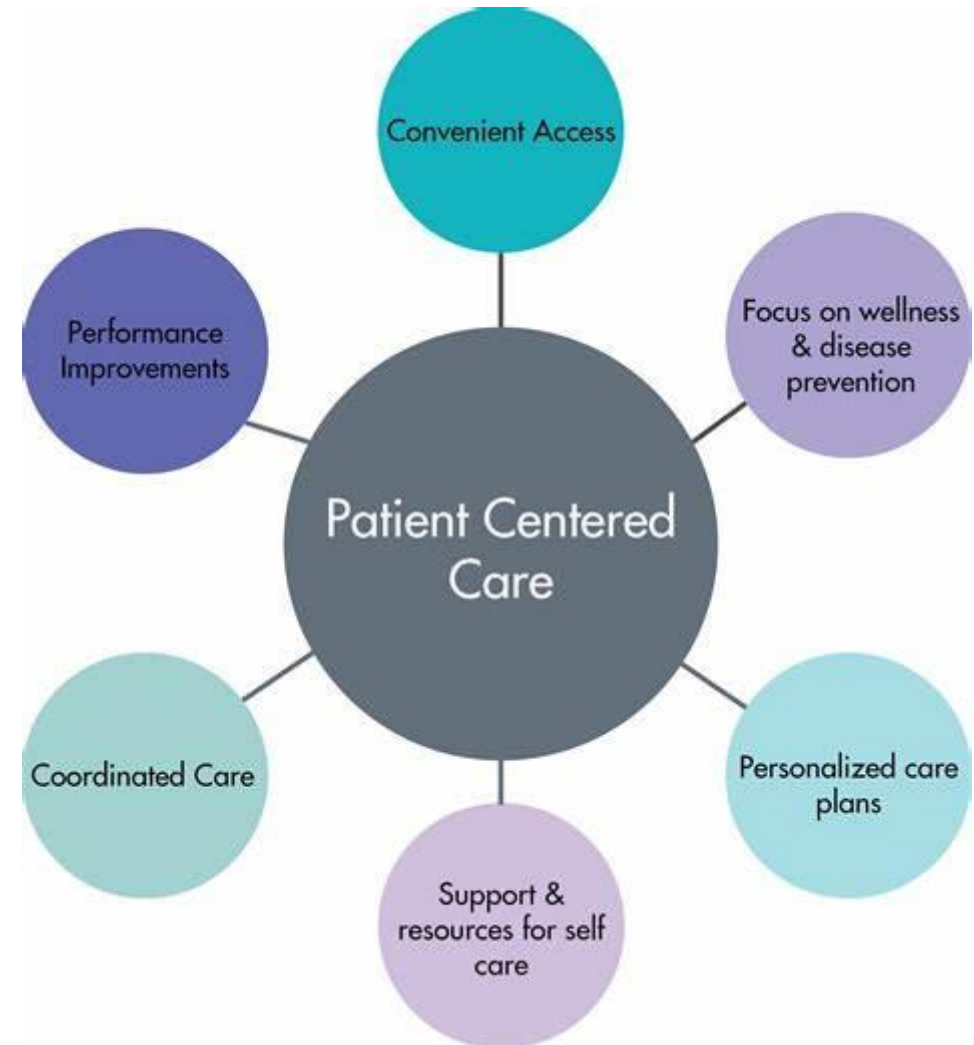 Convenient Access
Focus on wellness
& disease
prevention
Performance
Improvements
Patient Centered
Care
Personalized care
plans
Coordinated Care
Support &
resources for self
care